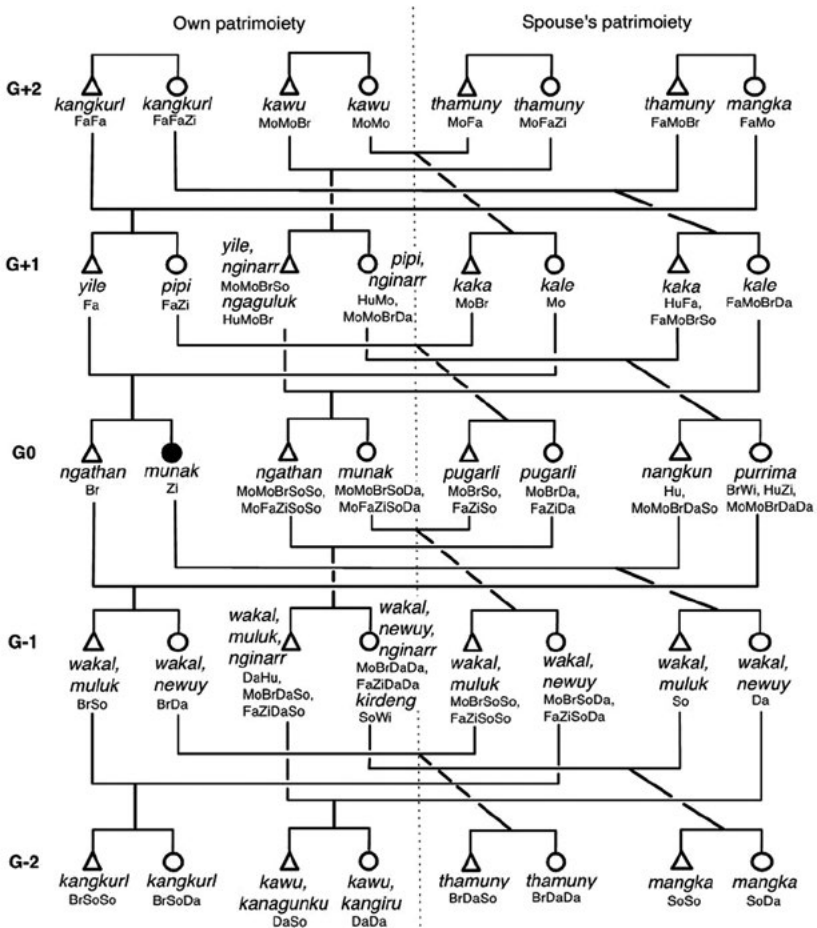 Own patrimoiety
Spouse's patrimoiety
G+2
kangkurl
FaFa
kangkurl
FaFaZi
kawu
MoMoBr
kawu
MoMo
thamuny
MoFa
thamuny
MoFaZi
thamuny
FaMoBr
mangka
FaMo
G+1
yile
Fa
pipi
FaZi
yile,
nginarr
MoMoBrSo
ngaguluk
HuMoBr
pipi,
nginarr
HuMo,
MoMoBrDa
kaka
MoBr
kale
Mo
kaka
HuFa,
FaMoBrSo
kale
FaMoBrDa
G0
ngathan
Br
munak
Zi
ngathan
MoMoBrSoSo,
MoFaZiSoSo
munak
MoMoBrSoDa,
MoFaZiSoDa
pugarli
MoBrSo,
FaZiSo
pugarli
MoBrDa,
FaZiDa
nangkun
Hu,
MoMoBrDaSo
purrima
BrWi, HuZi,
MoMoBrDaDa
G-1
wakal,
muluk
BrSo
wakal,
newuy
BrDa
wakal,
muluk,
nginarr
DaHu,
MoBrDaSo,
FaZiDaSo
wakal,
newuy,
nginarr
MoBrDaDa,
FaZiDaDa
kirdeng
SoWi
wakal,
muluk
MoBrSoSo,
FaZiSoSo
wakal,
newuy
MoBrSoDa,
FaZiSoDa
wakal,
muluk
So
wakal,
newuy
Da
G-2
kangkurl
BrSoSo
kangkurl
BrSoDa
kawu,
kanagunku
DaSo
kawu,
kangiru
DaDa
thamuny
BrDaSo
thamuny
BrDaDa
mangka
SoSo
mangka
SoDa